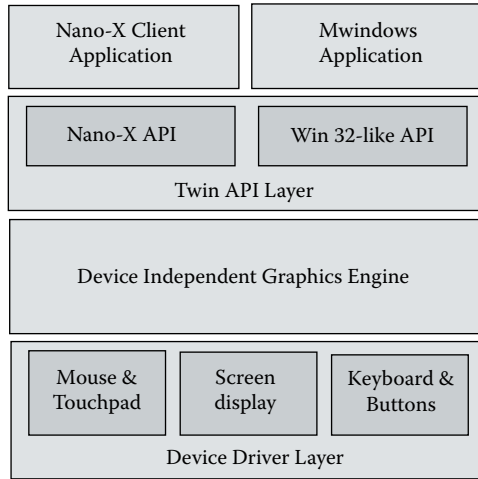 Nano-X Client
Application
Mwindows
Application
Nano-X API
Win 32-like API
Twin API Layer
Device Independent Graphics Engine
Mouse &
Touchpad
Screen
display
Keyboard &
Buttons
Device Driver Layer